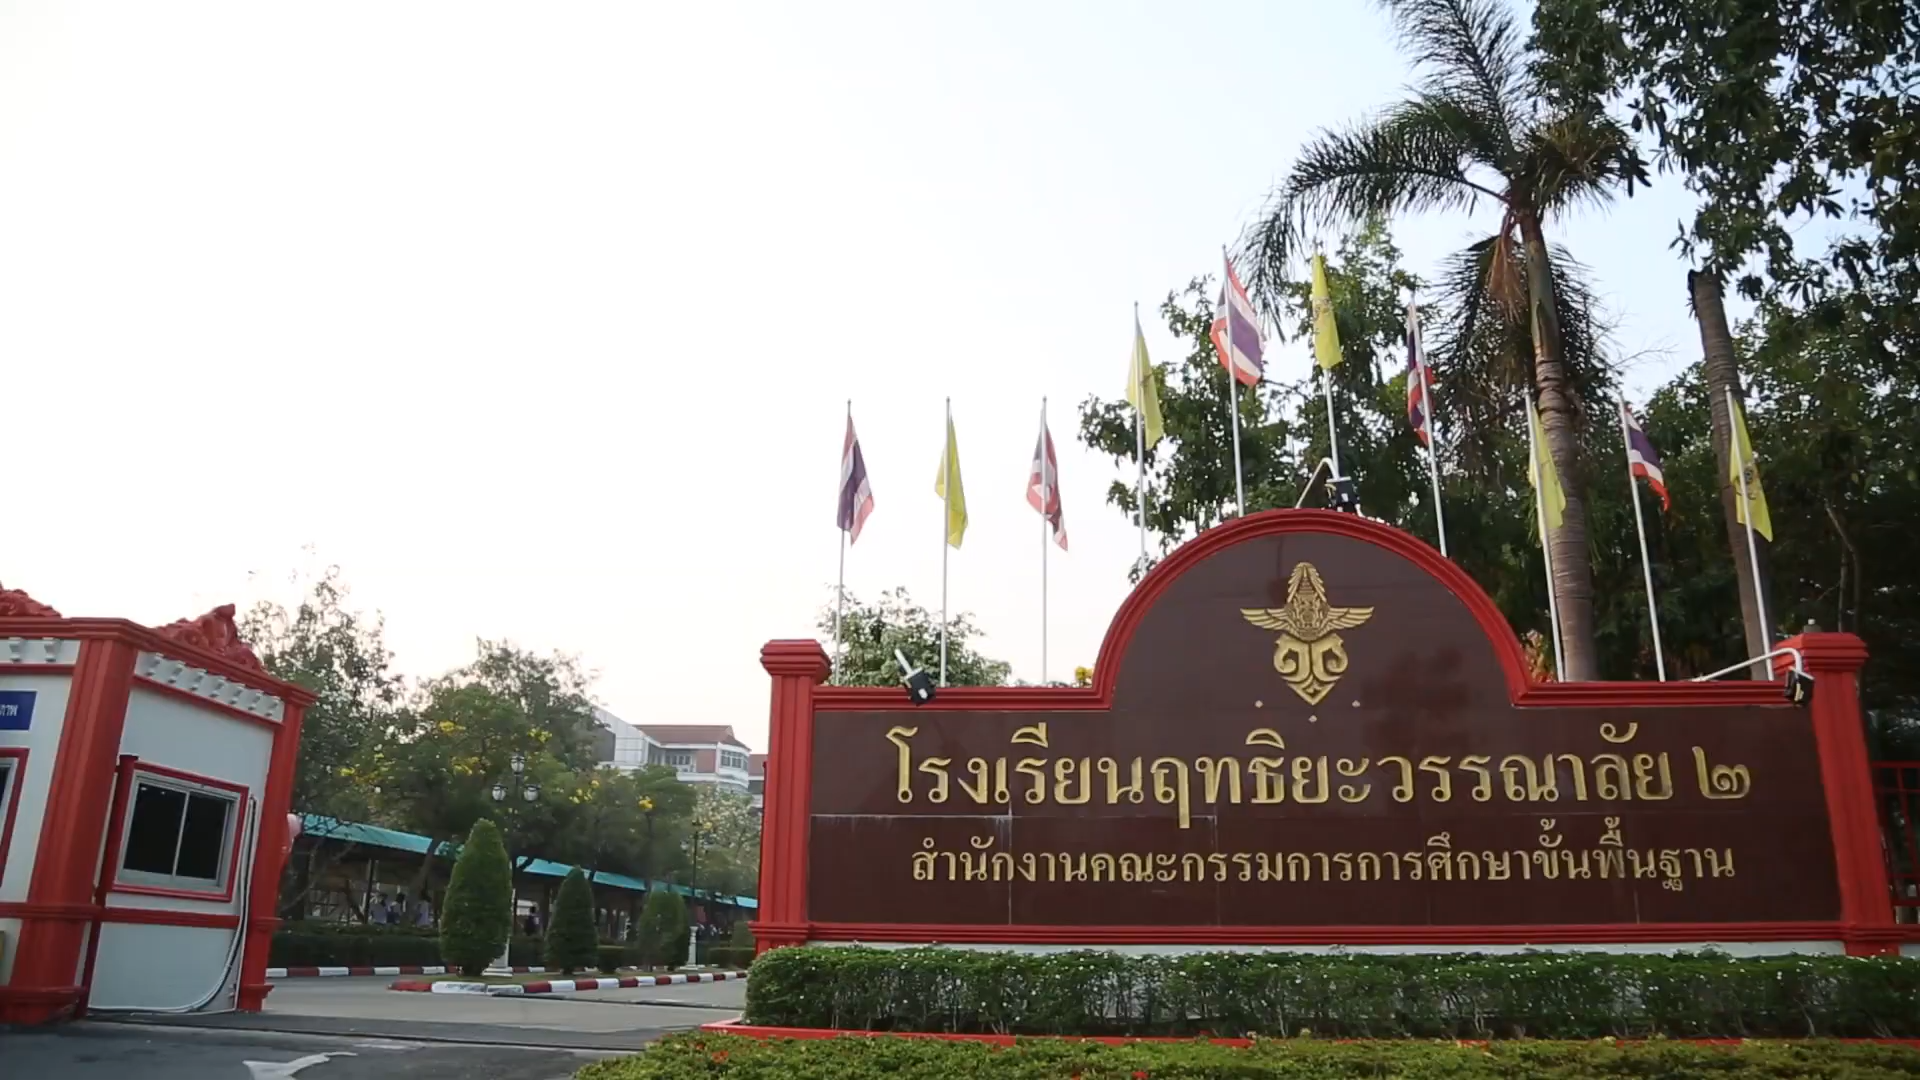 โรงเรียนฤทธิยะวรรณาลัย ๒
สำนักงานคณะกรรมการการศึกษาขั้นพื้นฐาน